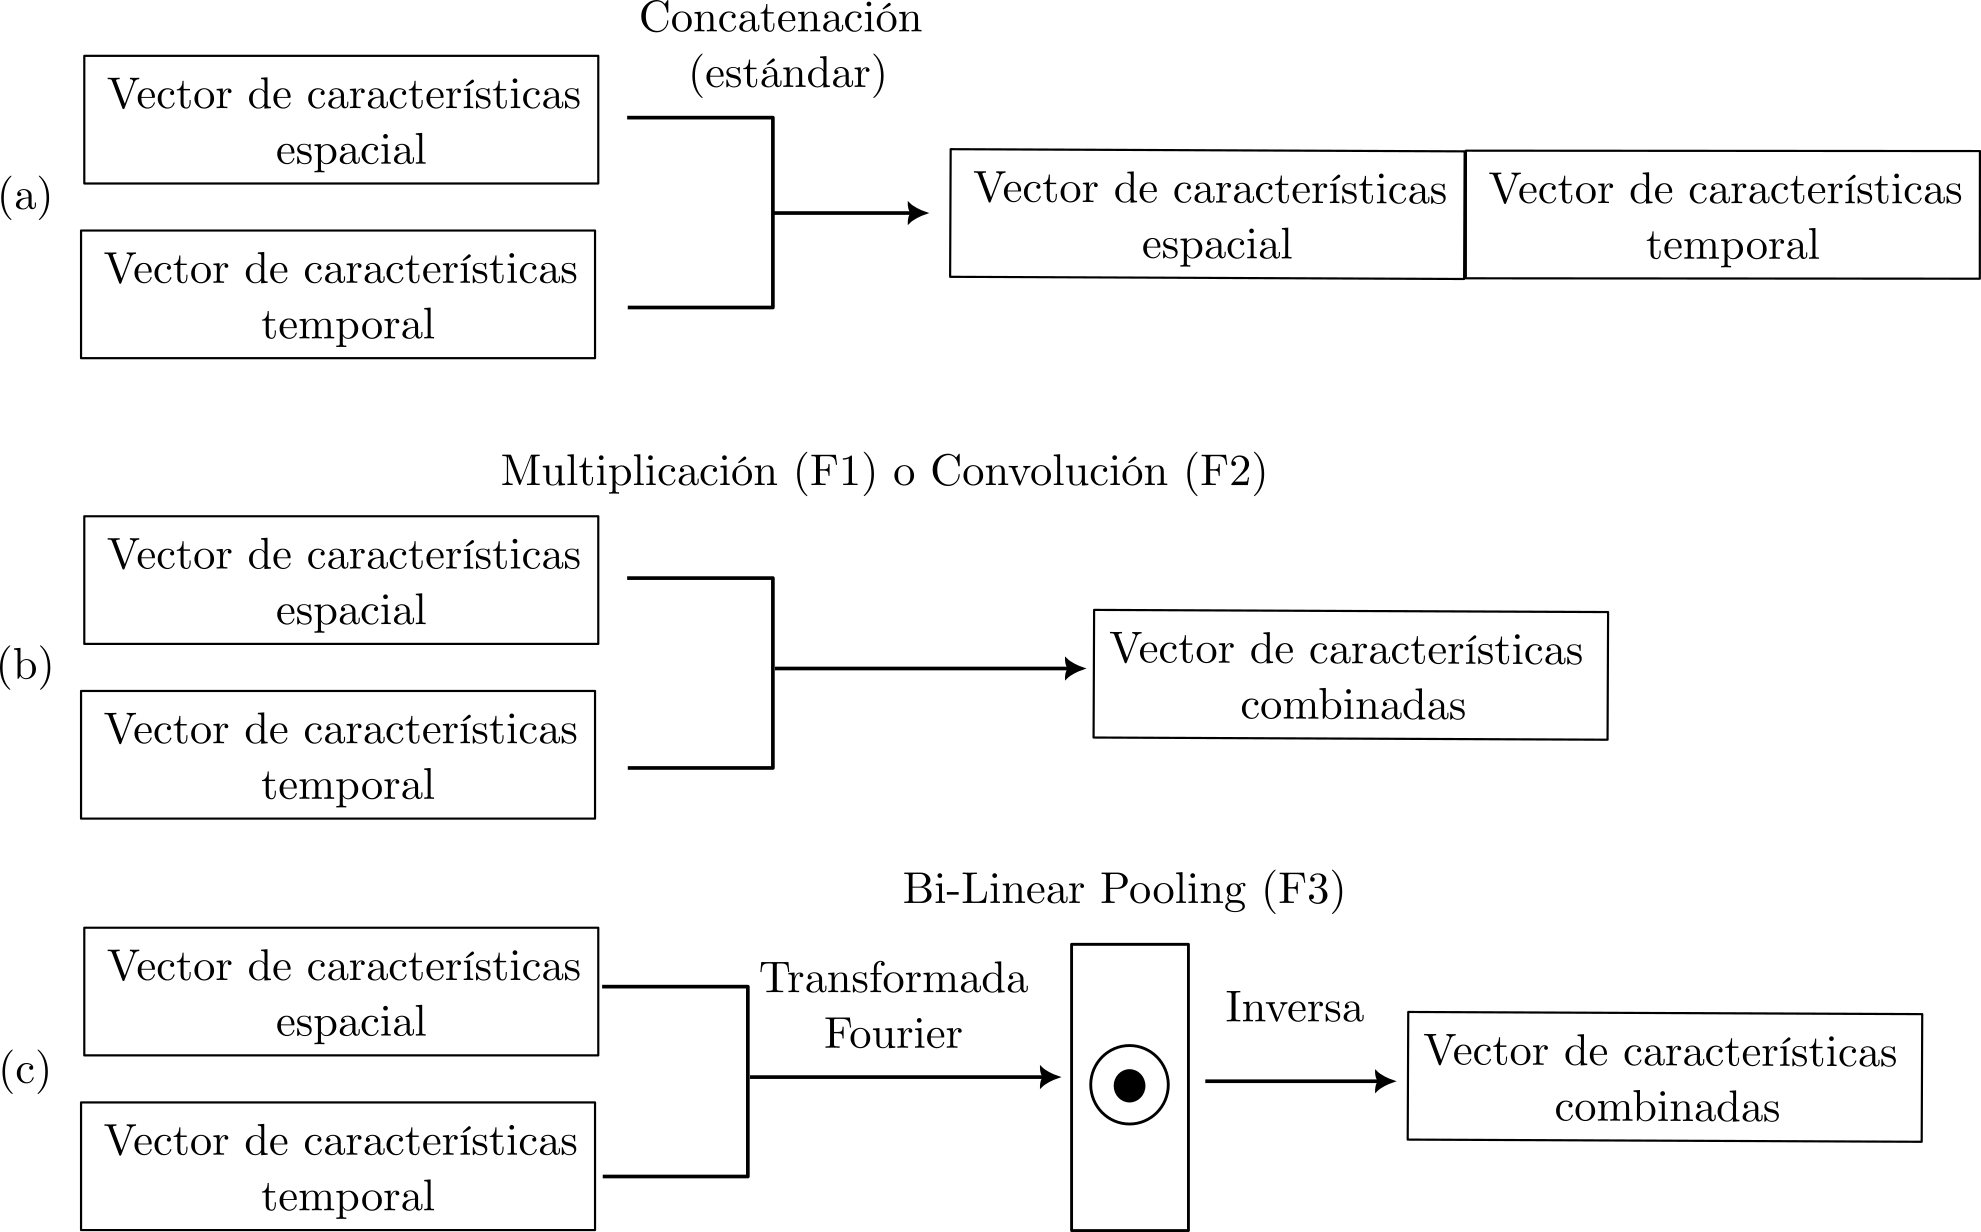 Concatenación
(estándar)
Vector de características
espacial
(a)
Vector de características
temporal
Vector de características
espacial
Vector de características
temporal
Multiplicación (F1) o Convolución (F2)
Vector de características
espacial
(b)
Vector de características
temporal
Vector de características
combinadas
Bi-Linear Pooling (F3)
Vector de características
espacial
(c)
Vector de características
temporal
Transformada
Fourier
Inversa
Vector de características
combinadas